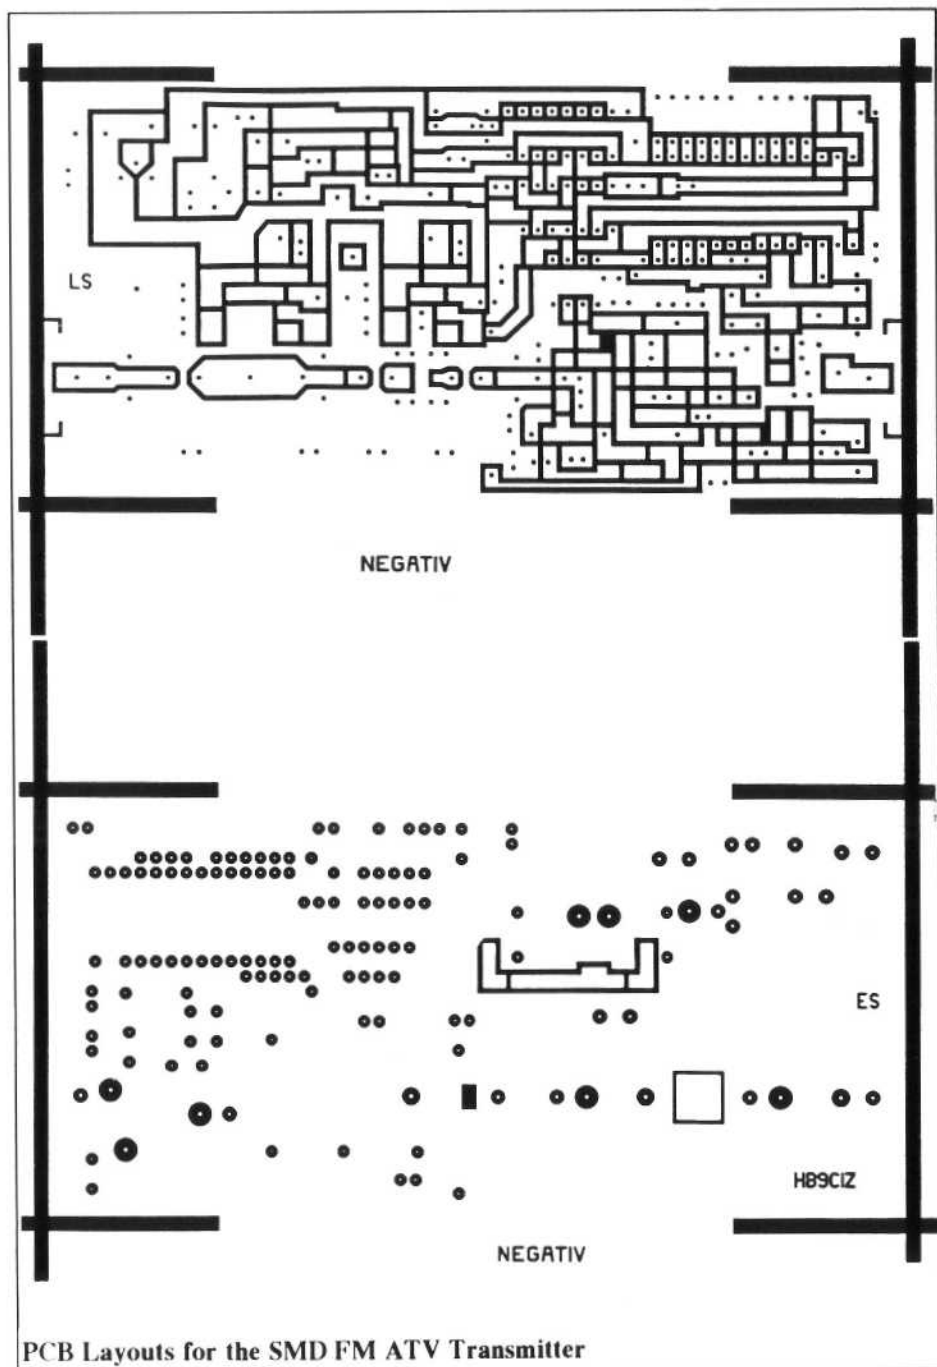 LS
NEGATIV
ES
HB9CIZ
NEGATIV
PCB Layouts for the SMD FM ATV Transmitter